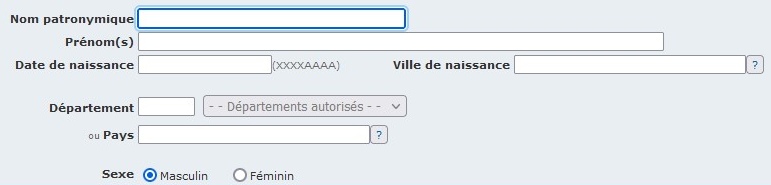 Nom patronymique
Prénom(s)
Date de naissance (XXXXAAAA) Ville de naissance ?
Département - - Départements autorisés - -
ou Pays ?
Sexe Masculin Féminin